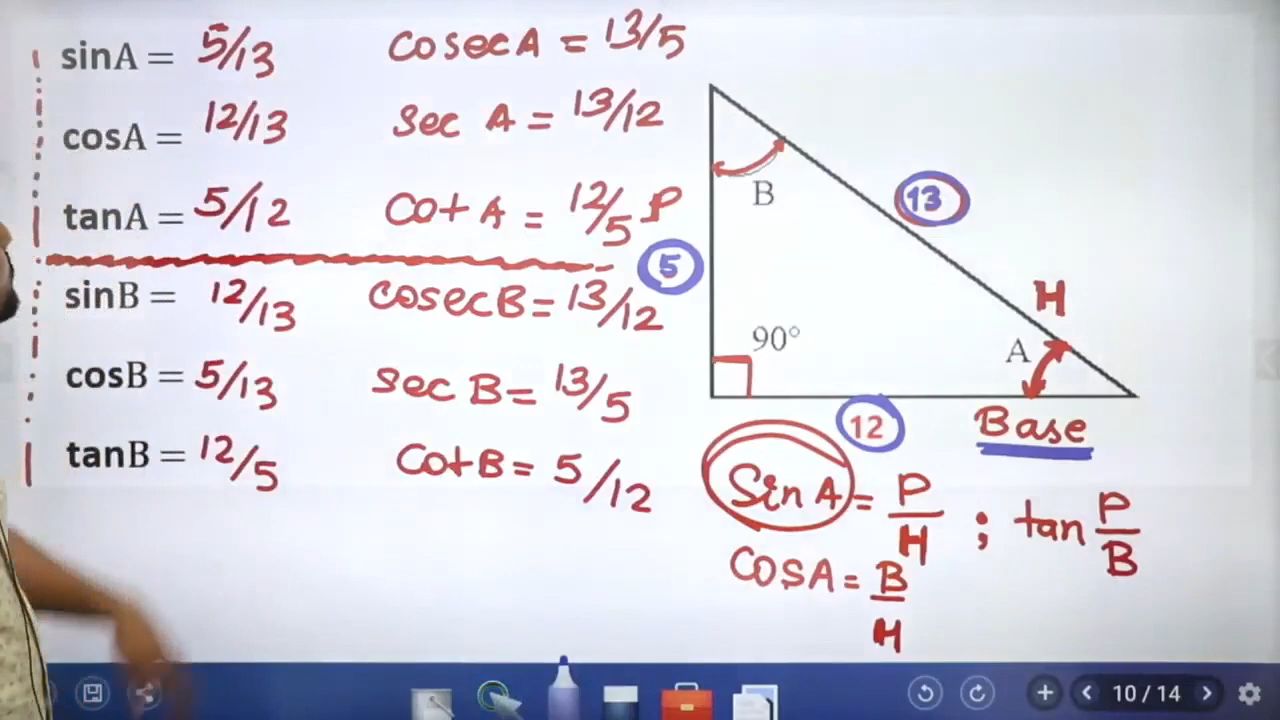 sinA = 5/13 cosecA = 13/5
cosA = 12/13 sec A = 13/12
tanA = 5/12 cotA = 12/5
sinB = 12/13 cosecB = 13/12
cosB = 5/13 sec B = 13/5
tanB = 12/5 cotB = 5/12
B
13
P
5
H
90°
A
12
Base
SinA = P/H ; tan P/B
COSA = B/H
10 / 14